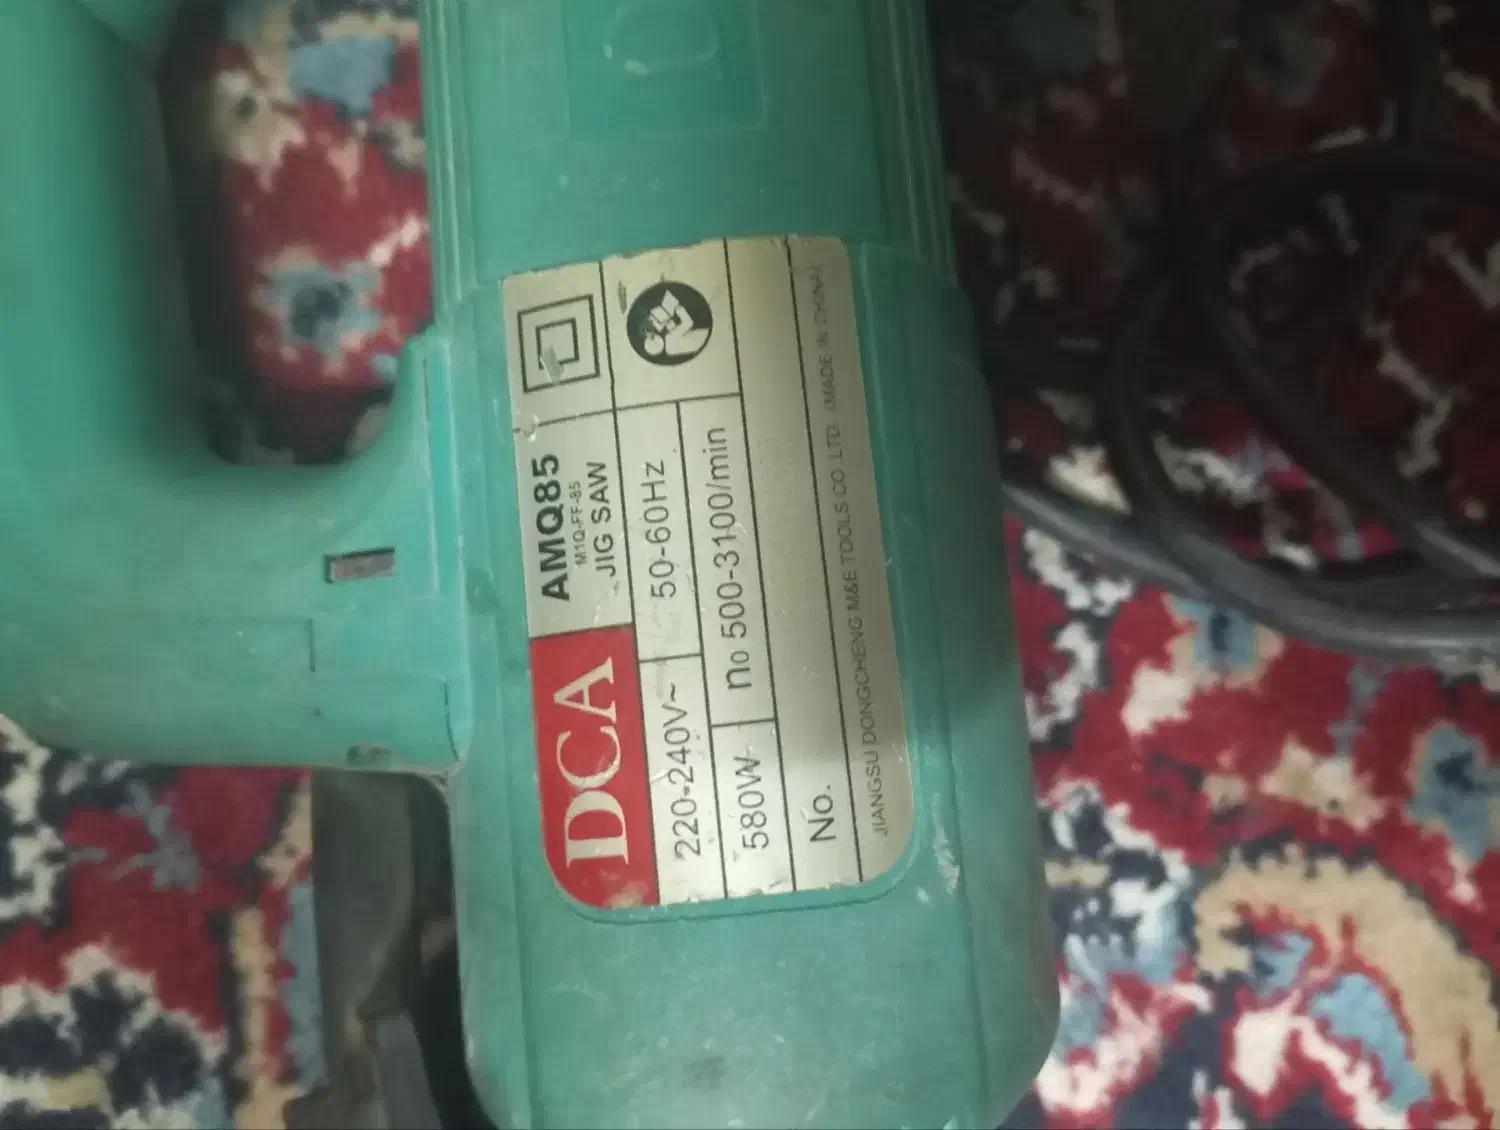 DCA
AMQ85
M1Q-FF-85
JIG SAW
220-240V~
50-60Hz
580W
no 500-3100/min
No.
JIANGSU DONGCHENG M&E TOOLS CO LTD. (MADE IN CHINA)